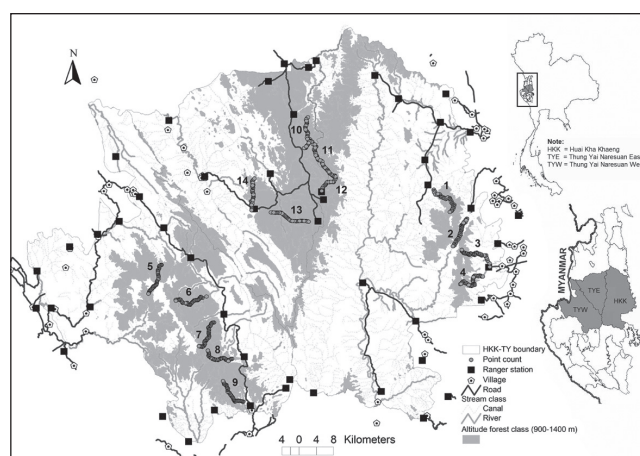 N
Note:
HKK = Huai Kha Khaeng
TYE = Thung Yai Naresuan East
TYW = Thung Yai Naresuan We
10
11
14
12
13
1
2
3
4
5
6
7
8
9
MYANMAR
TYE
TYW
HKK
HKK-TY boundary
Point count
Ranger station
Village
Road
Stream class
Canal
River
Altitude forest class (900-1400 m)
4 0 4 8 Kilometers